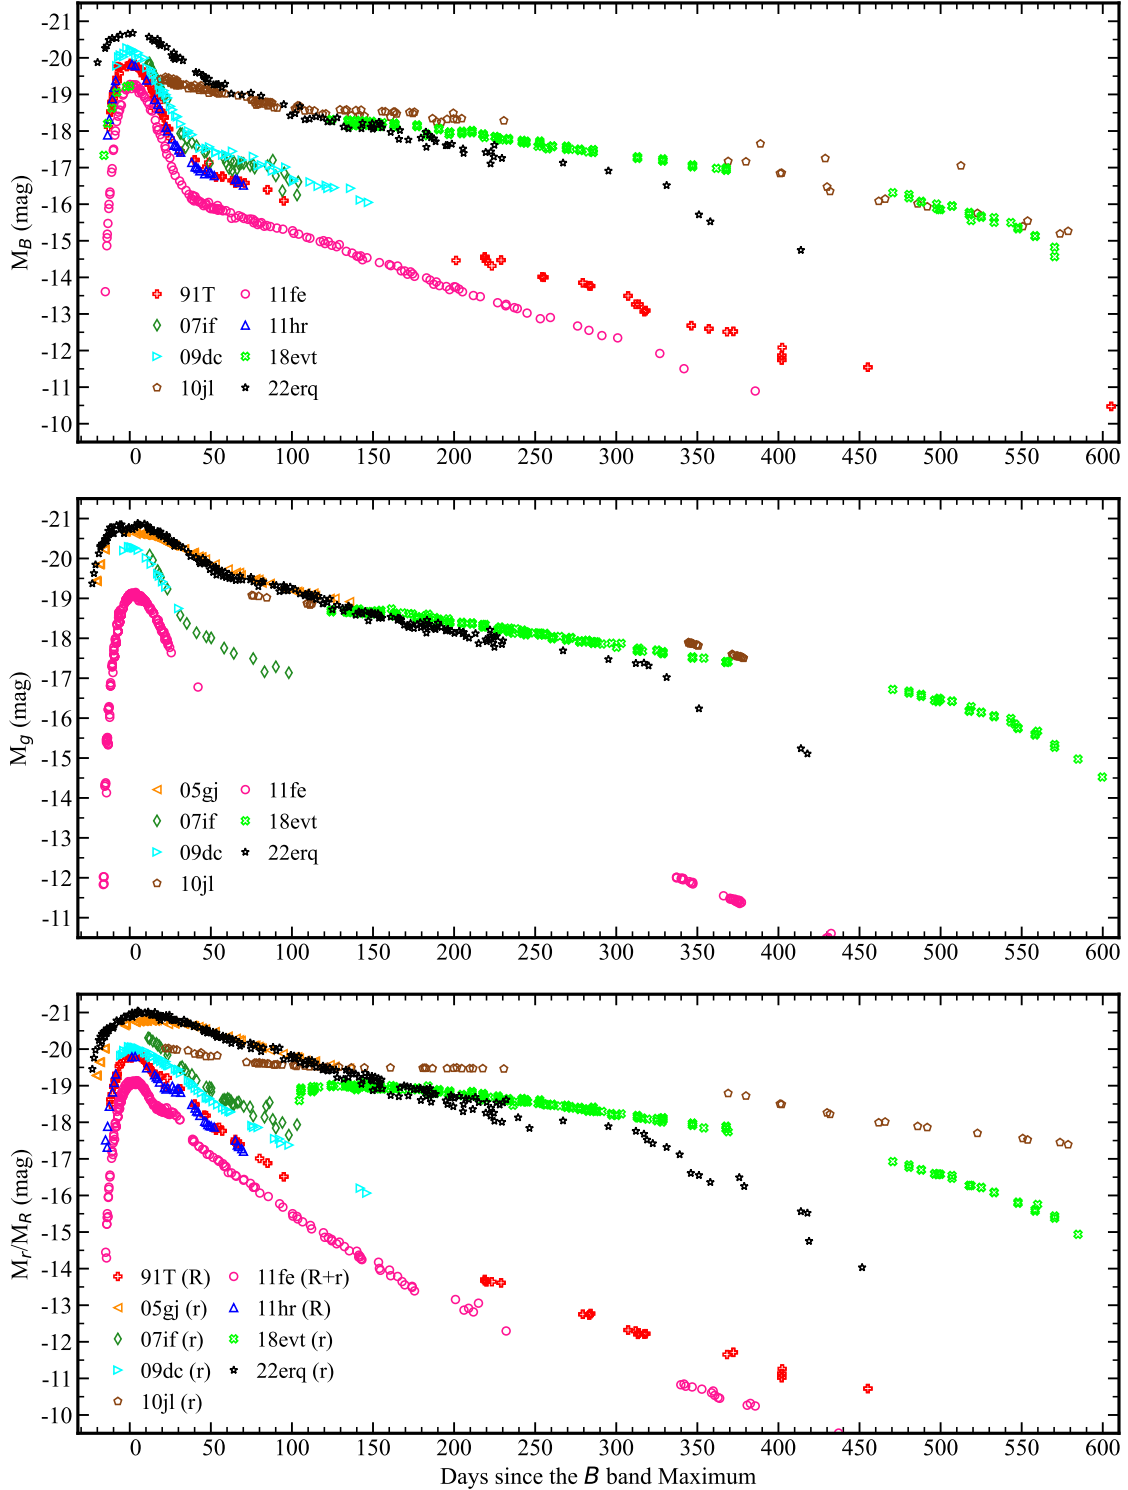 -21
-20
-19
-18
-17
-16
-15
-14
-13
-12
-11
-10
M_B (mag)
91T
11fe
07if
11hr
09dc
18evt
10jl
22erq
0 50 100 150 200 250 300 350 400 450 500 550 600
-21
-20
-19
-18
-17
-16
-15
-14
-13
-12
-11
M_g (mag)
05gj
11fe
07if
18evt
09dc
22erq
10jl
0 50 100 150 200 250 300 350 400 450 500 550 600
-21
-20
-19
-18
-17
-16
-15
-14
-13
-12
-11
-10
M_r/M_R (mag)
91T (R)
11fe (R+r)
05gj (r)
11hr (R)
07if (r)
18evt (r)
09dc (r)
22erq (r)
10jl (r)
0 50 100 150 200 250 300 350 400 450 500 550 600
Days since the B band Maximum